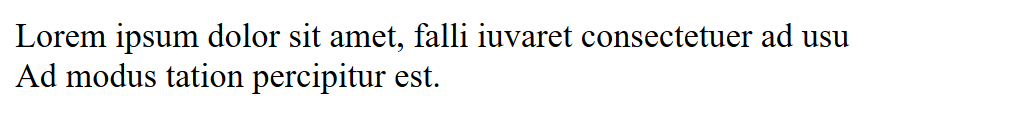 Lorem ipsum dolor sit amet, falli iuvaret consectetuer ad usu
Ad modus tation percipitur est.